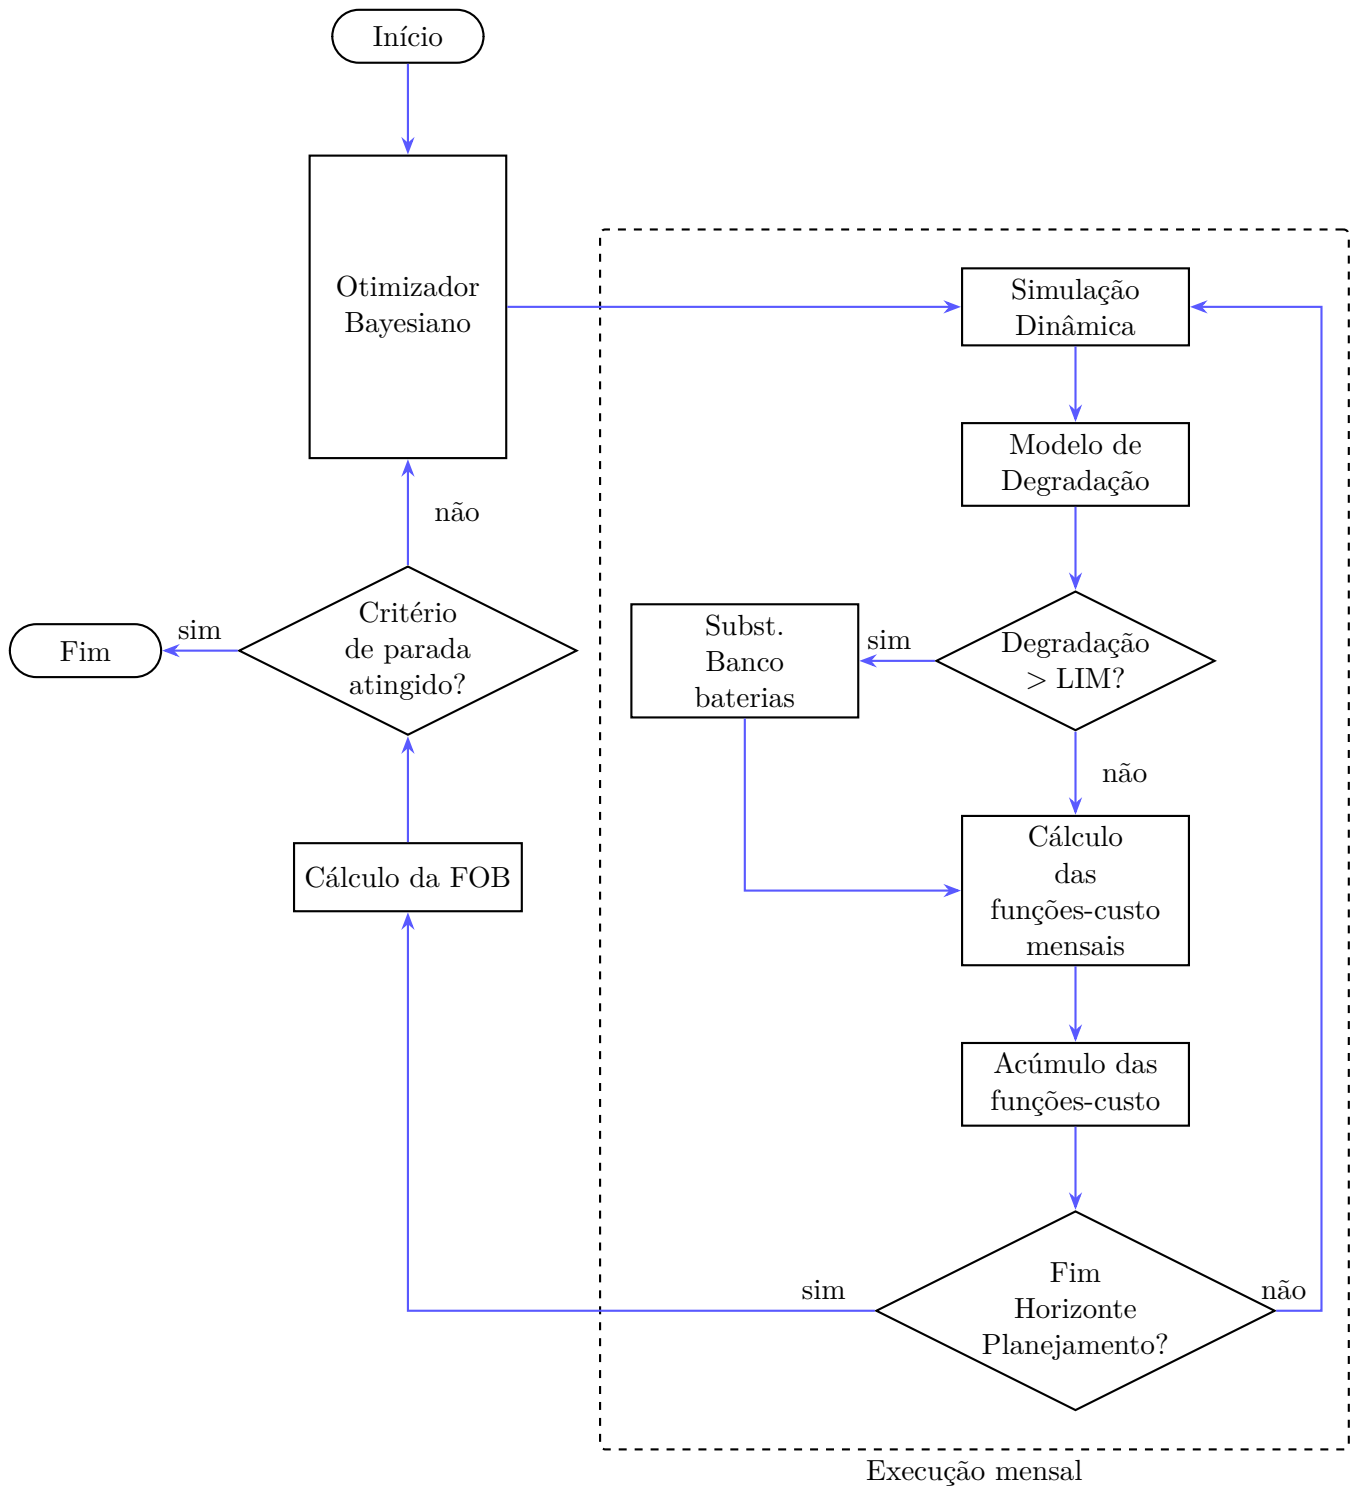 Início
Otimizador
Bayesiano
Simulação
Dinâmica
Modelo de
Degradação
não
Critério
de parada
atingido?
sim
Fim
Subst.
Banco
baterias
sim
Degradação
> LIM?
não
Cálculo da FOB
Cálculo
das
funções-custo
mensais
Acúmulo das
funções-custo
Fim
Horizonte
Planejamento?
sim
não
Execução mensal